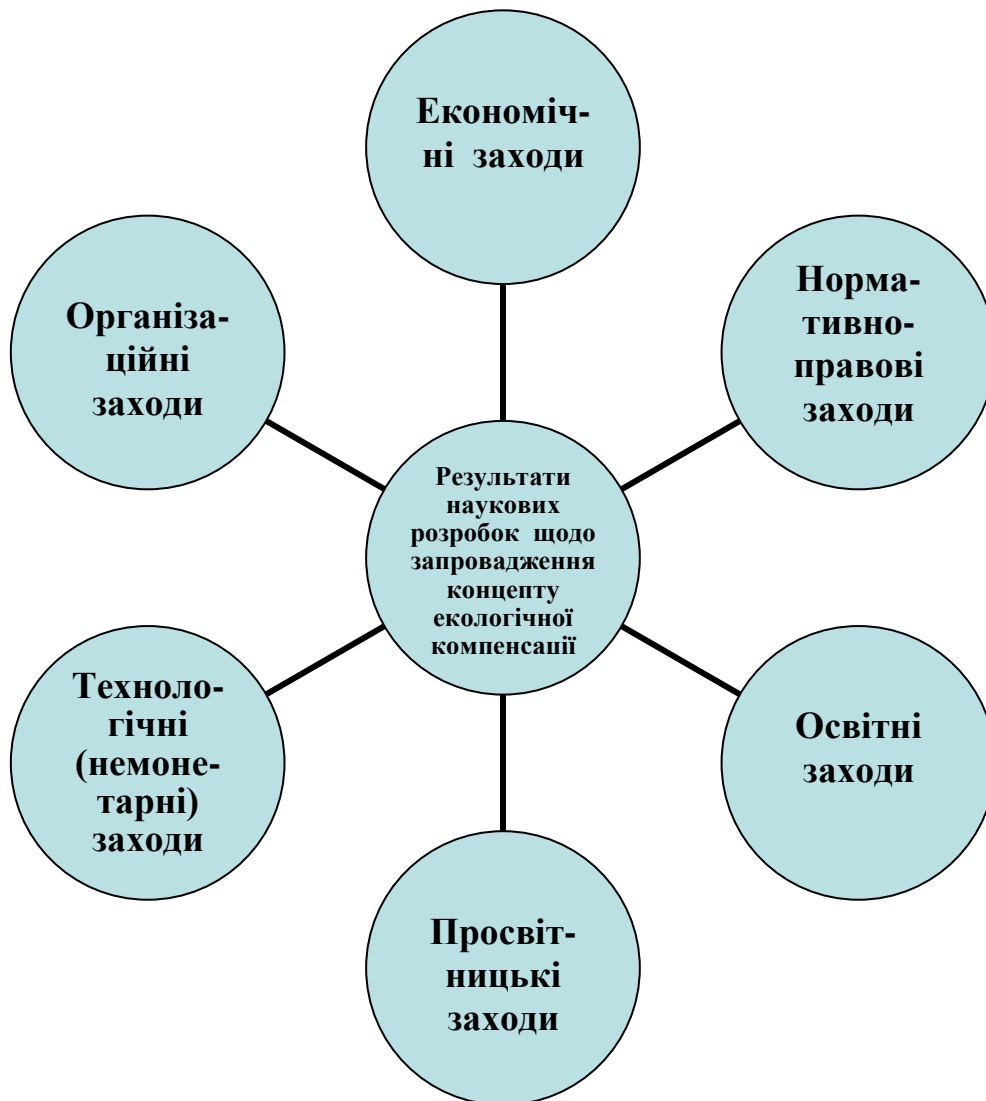 Економіч-
ні заходи
Норма-
тивно-
правові
заходи
Організа-
ційні
заходи
Результати
наукових
розробок щодо
запровадження
концепту
екологічної
компенсації
Техноло-
гічні
(немоне-
тарні)
заходи
Освітні
заходи
Просвіт-
ницькі
заходи